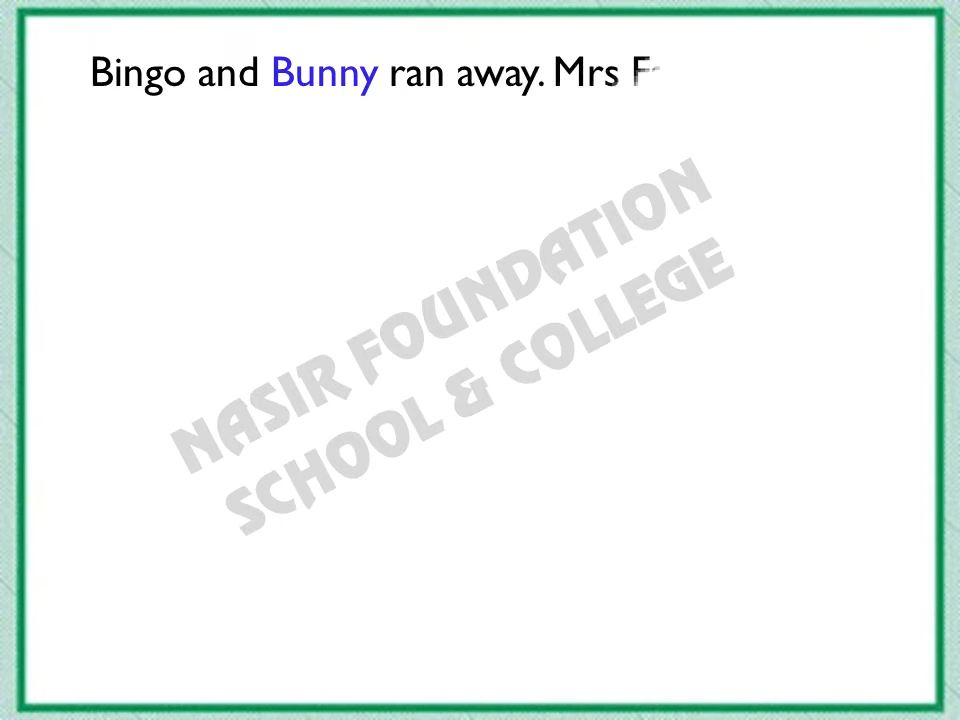 Bingo and Bunny ran away. Mrs
NASIR FOUNDATION
SCHOOL & COLLEGE